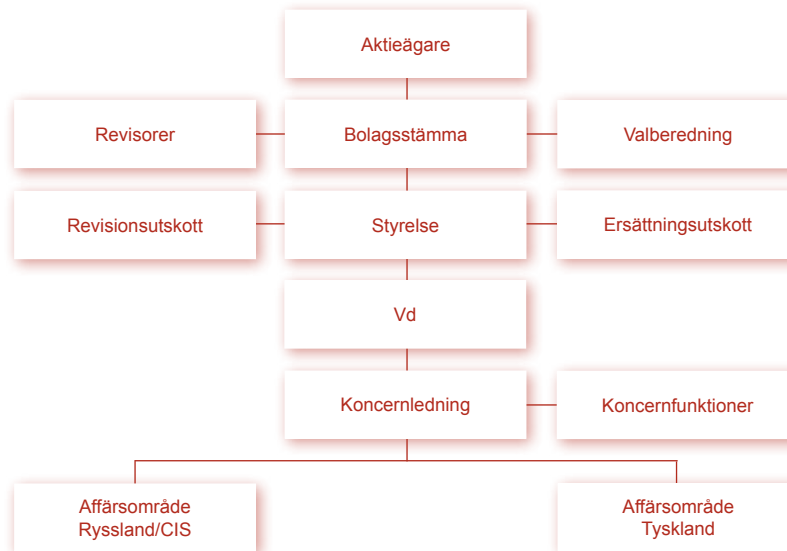 Aktieägare
Revisorer
Bolagsstämma
Valberedning
Revisionsutskott
Styrelse
Ersättningsutskott
Vd
Koncernledning
Koncernfunktioner
Affärsområde
Ryssland/CIS
Affärsområde
Tyskland